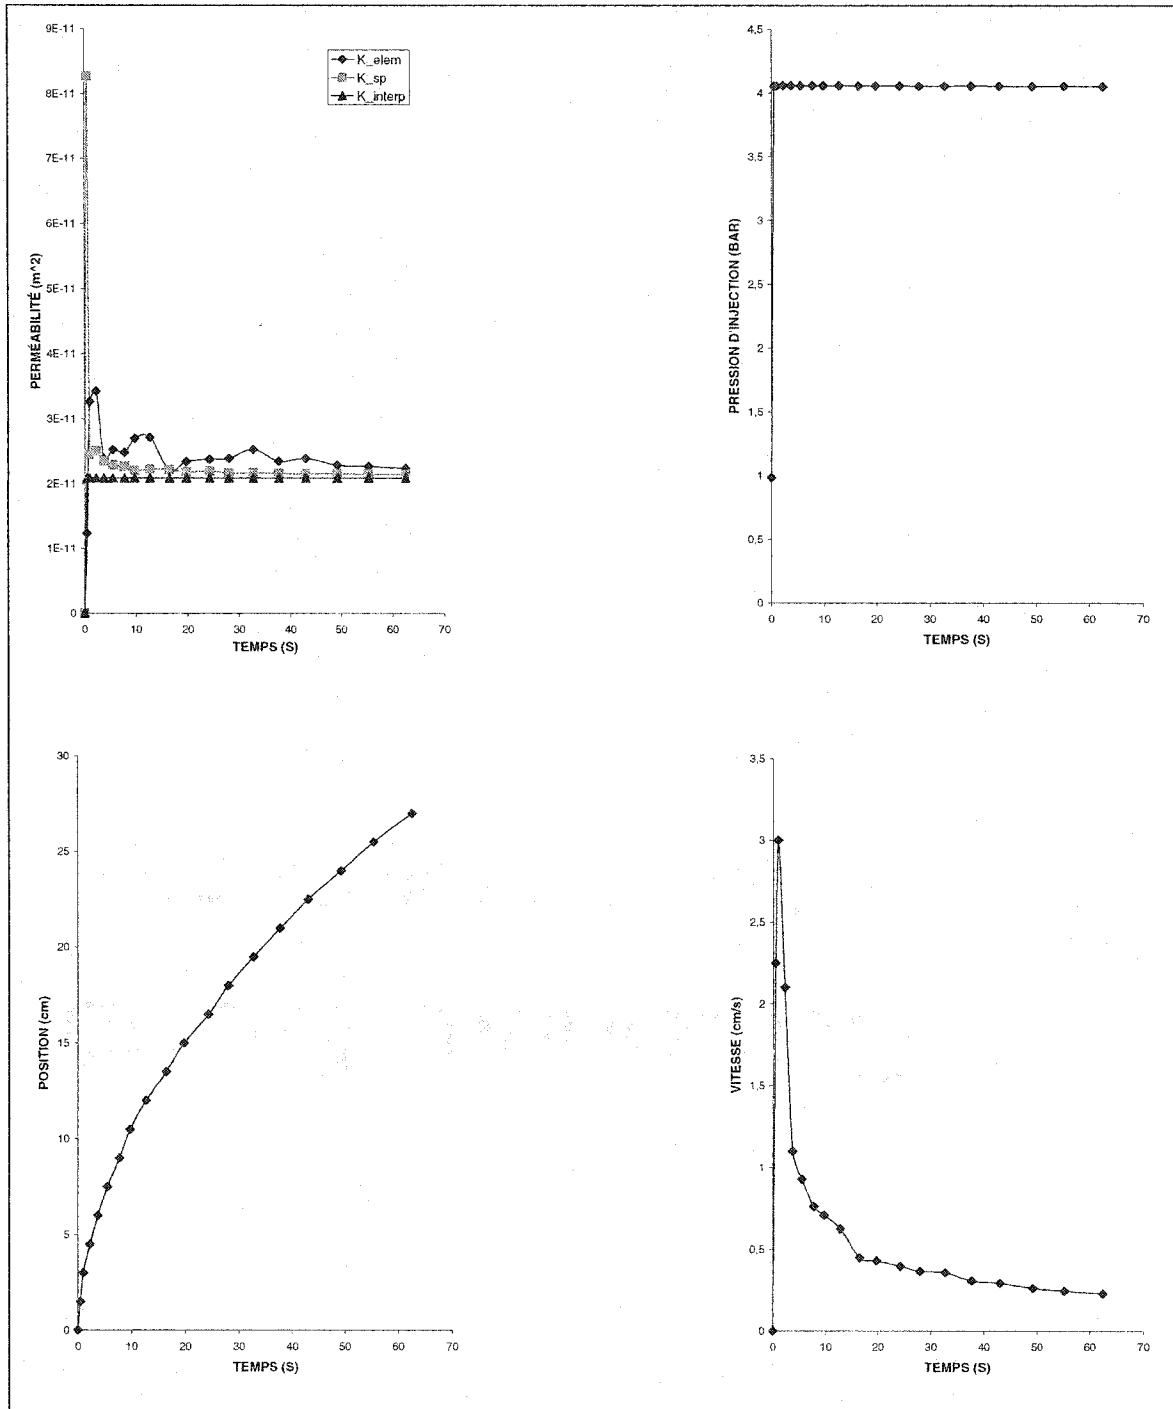 9E-11
8E-11
7E-11
6E-11
5E-11
4E-11
3E-11
2E-11
1E-11
0
PERMÉABILITÉ (m^2)
K_elem
K_sp
K_interp
0 10 20 30 40 50 60 70
TEMPS (S)
4,5
4
3,5
3
2,5
2
1,5
1
0,5
0
PRESSION D'INJECTION (BAR)
0 10 20 30 40 50 60 70
TEMPS (S)
30
25
20
15
10
5
0
POSITION (cm)
0 10 20 30 40 50 60 70
TEMPS (S)
3,5
3
2,5
2
1,5
1
0,5
0
VITESSE (cm/s)
0 10 20 30 40 50 60 70
TEMPS (S)